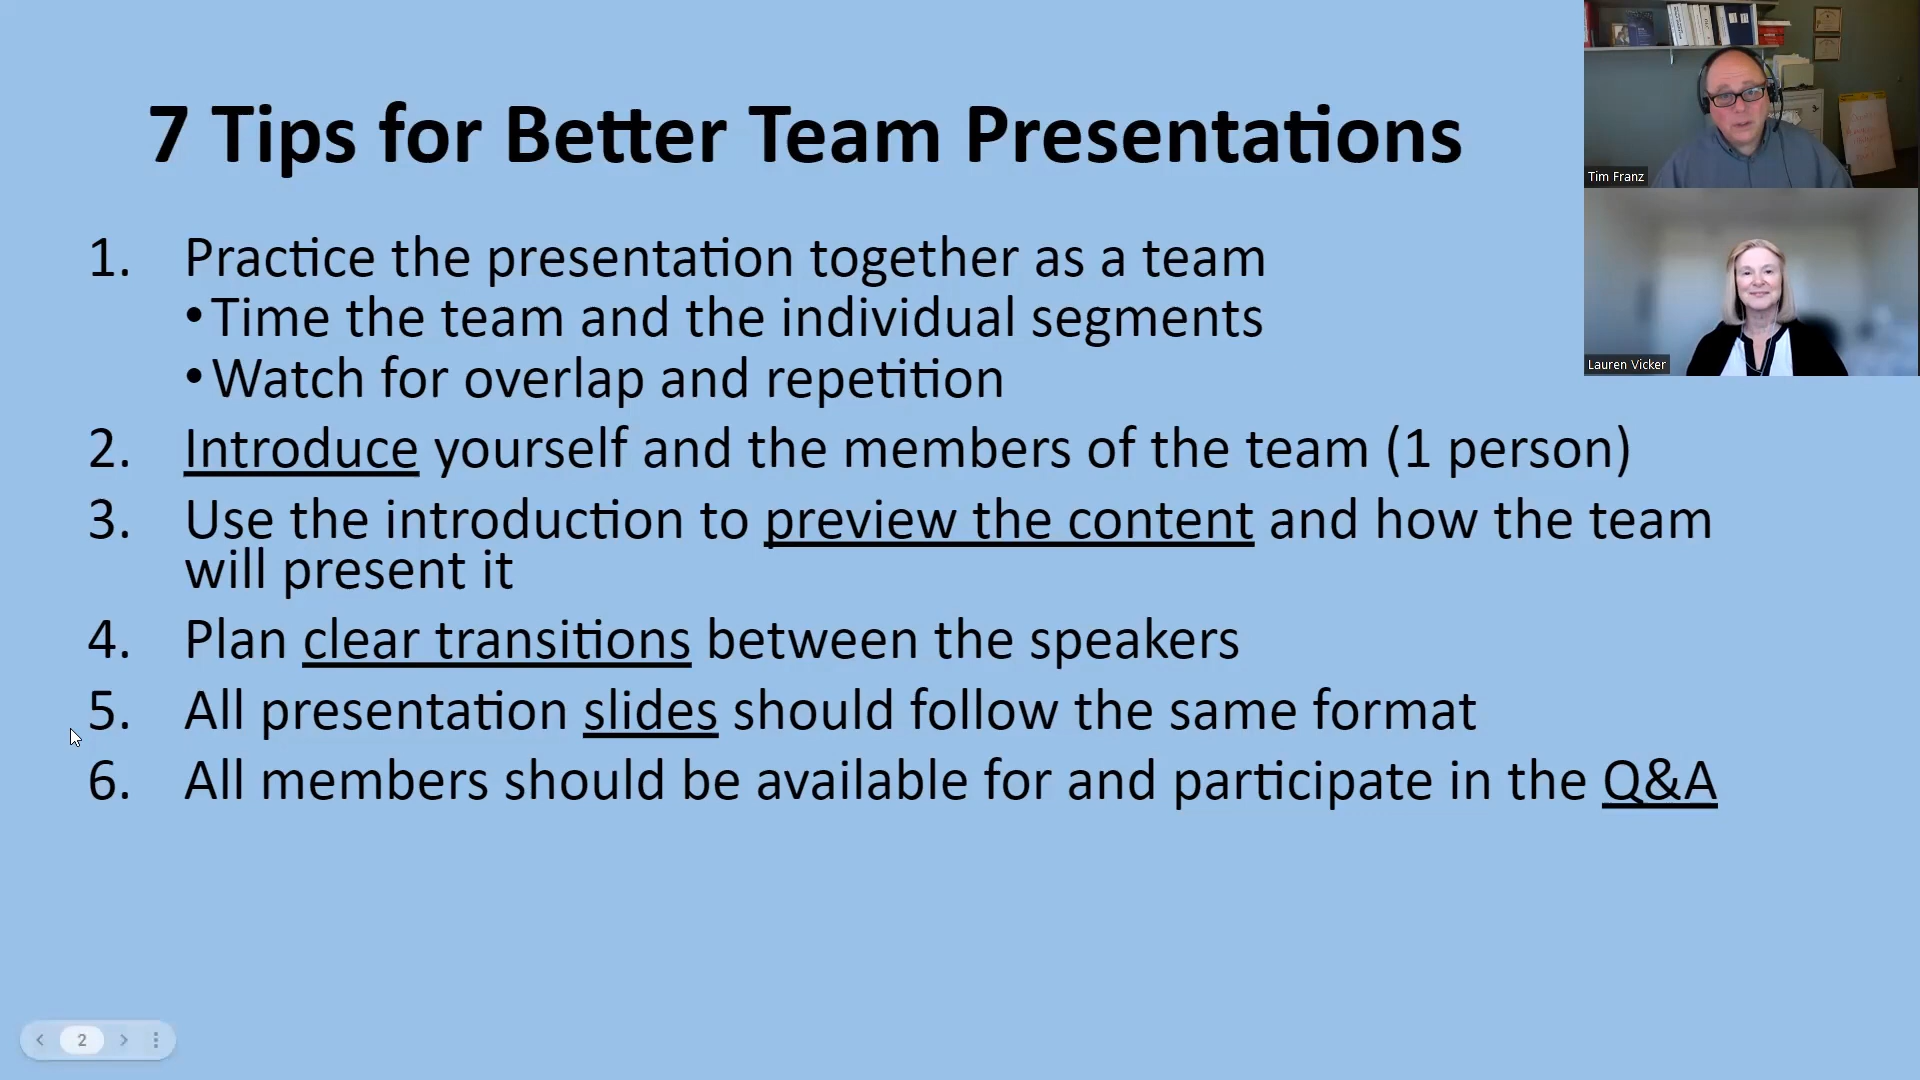 7 Tips for Better Team Presentations
1. Practice the presentation together as a team
• Time the team and the individual segments
• Watch for overlap and repetition
2. Introduce yourself and the members of the team (1 person)
3. Use the introduction to preview the content and how the team
will present it
4. Plan clear transitions between the speakers
5. All presentation slides should follow the same format
6. All members should be available for and participate in the Q&A
Tim Franz
Lauren Vicker
2